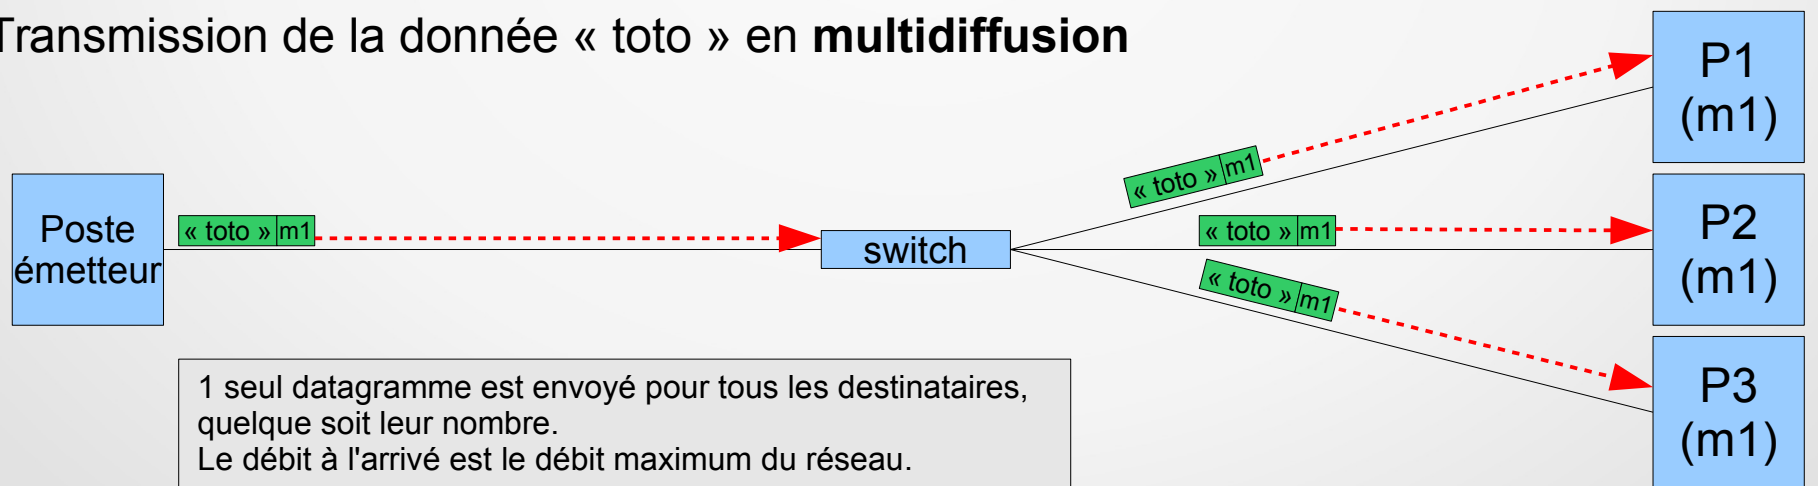 Transmission de la donnée « toto » en multidiffusion
P1
(m1)
« toto » m1
Poste
émetteur
« toto » m1
switch
« toto » m1
P2
(m1)
« toto » m1
P3
(m1)
1 seul datagramme est envoyé pour tous les destinataires,
quelque soit leur nombre.
Le débit à l'arrivé est le débit maximum du réseau.